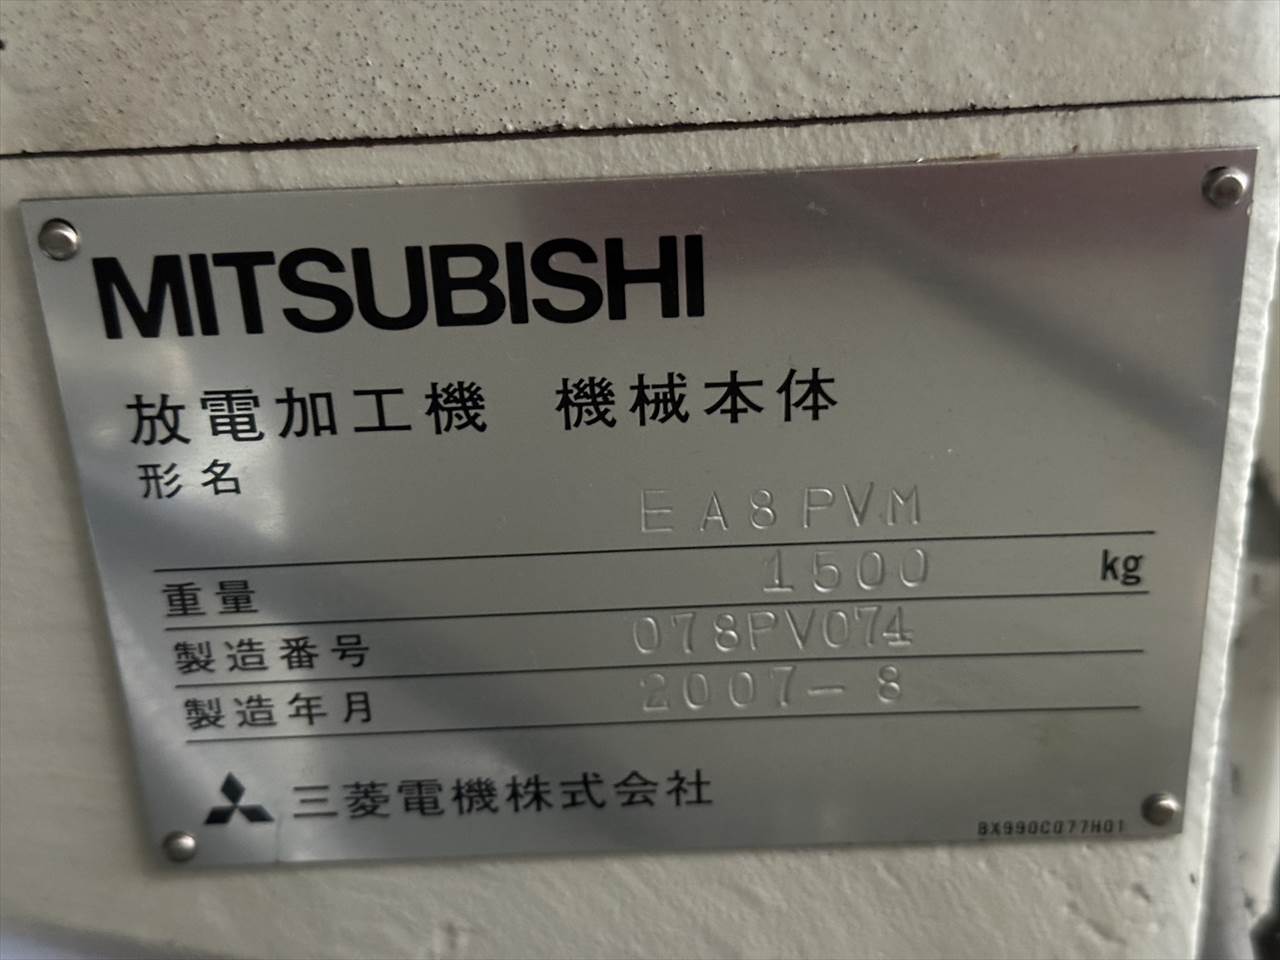 MITSUBISHI
放電加工機 機械本体
形名 EA8PVM
重量 1500 kg
製造番号 078PV074
製造年月 2007-8
三菱電機株式会社
BX990C077H01